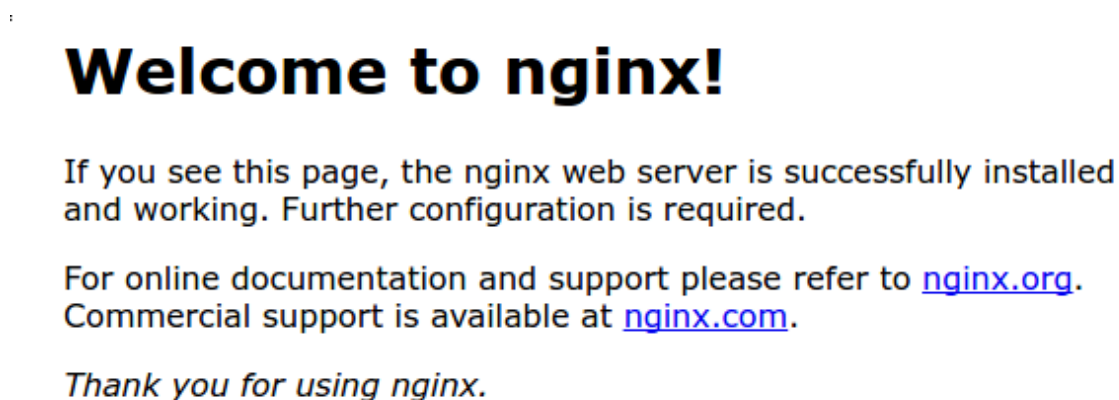 Welcome to nginx!
If you see this page, the nginx web server is successfully installed
and working. Further configuration is required.
For online documentation and support please refer to nginx.org.
Commercial support is available at nginx.com.
Thank you for using nginx.